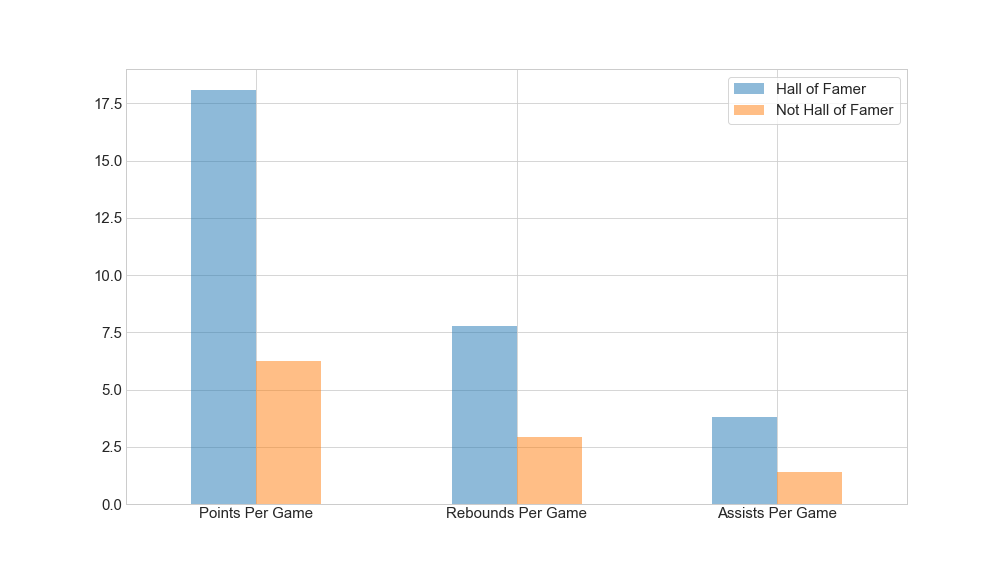 Hall of Famer
Not Hall of Famer
17.5
15.0
12.5
10.0
7.5
5.0
2.5
0.0
Points Per Game
Rebounds Per Game
Assists Per Game